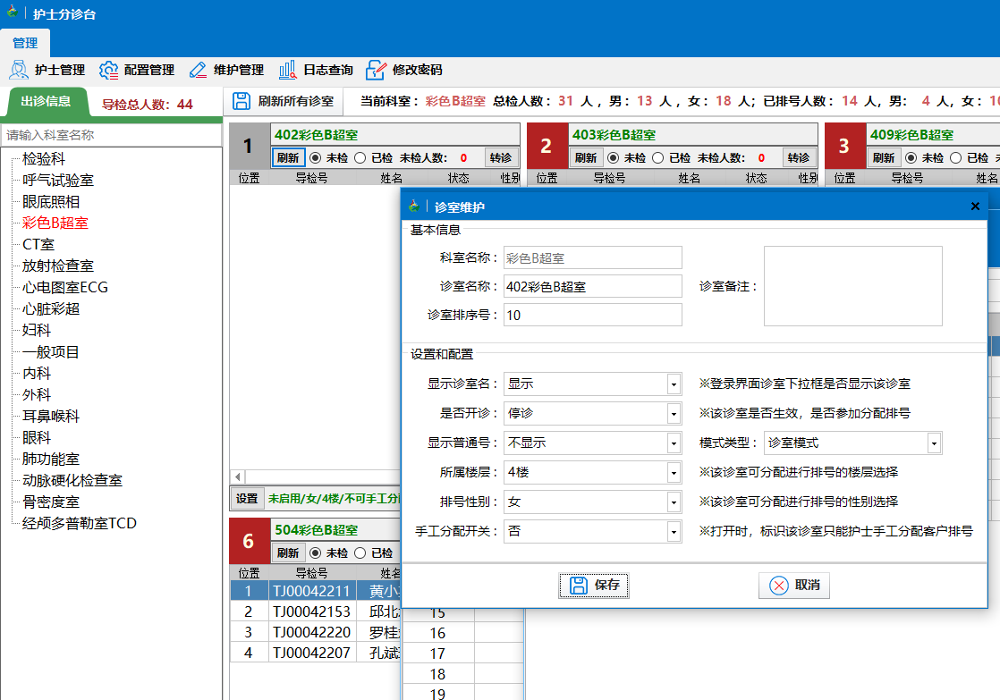 护士分诊台
管理
护士管理 配置管理 维护管理 日志查询 修改密码
出诊信息 导检总人数：44 刷新所有诊室 当前科室：彩色B超室 总检人数：31 人，男：13 人，女：18 人；已排号人数：14 人，男：4 人，女：
请输入科室名称
检验科
呼气试验室
眼底照相
彩色B超室
CT室
放射检查室
心电图室ECG
心脏彩超
妇科
一般项目
内科
外科
耳鼻喉科
眼科
肺功能室
动脉硬化检查室
骨密度室
经颅多普勒室TCD
1 402彩色B超室
刷新 未检 已检 未检人数：0 转诊
位置 导检号 姓名 状态 性别
2 403彩色B超室
刷新 未检 已检 未检人数：0 转诊
位置 导检号 姓名 状态 性别
3 409彩色B超室
刷新 未检 已检
位置 导检号 姓名
设置 未启用/女/4楼/不可手工分
6 504彩色B超室
刷新 未检 已检
位置 导检号 姓名
1 TJ00042211 黄小
2 TJ00042153 邱北
3 TJ00042220 罗桂
4 TJ00042207 孔斌
15
16
17
18
19
诊室维护
基本信息
科室名称： 彩色B超室
诊室名称： 402彩色B超室
诊室排序号： 10
诊室备注：
设置和配置
显示诊室名： 显示 ※登录界面诊室下拉框是否显示该诊室
是否开诊： 停诊 ※该诊室是否生效，是否参加分配排号
显示普通号： 不显示 模式类型： 诊室模式
所属楼层： 4楼 ※该诊室可分配进行排号的楼层选择
排号性别： 女 ※该诊室可分配进行排号的性别选择
手工分配开关： 否 ※打开时，标识该诊室只能护士手工分配客户排号
保存 取消